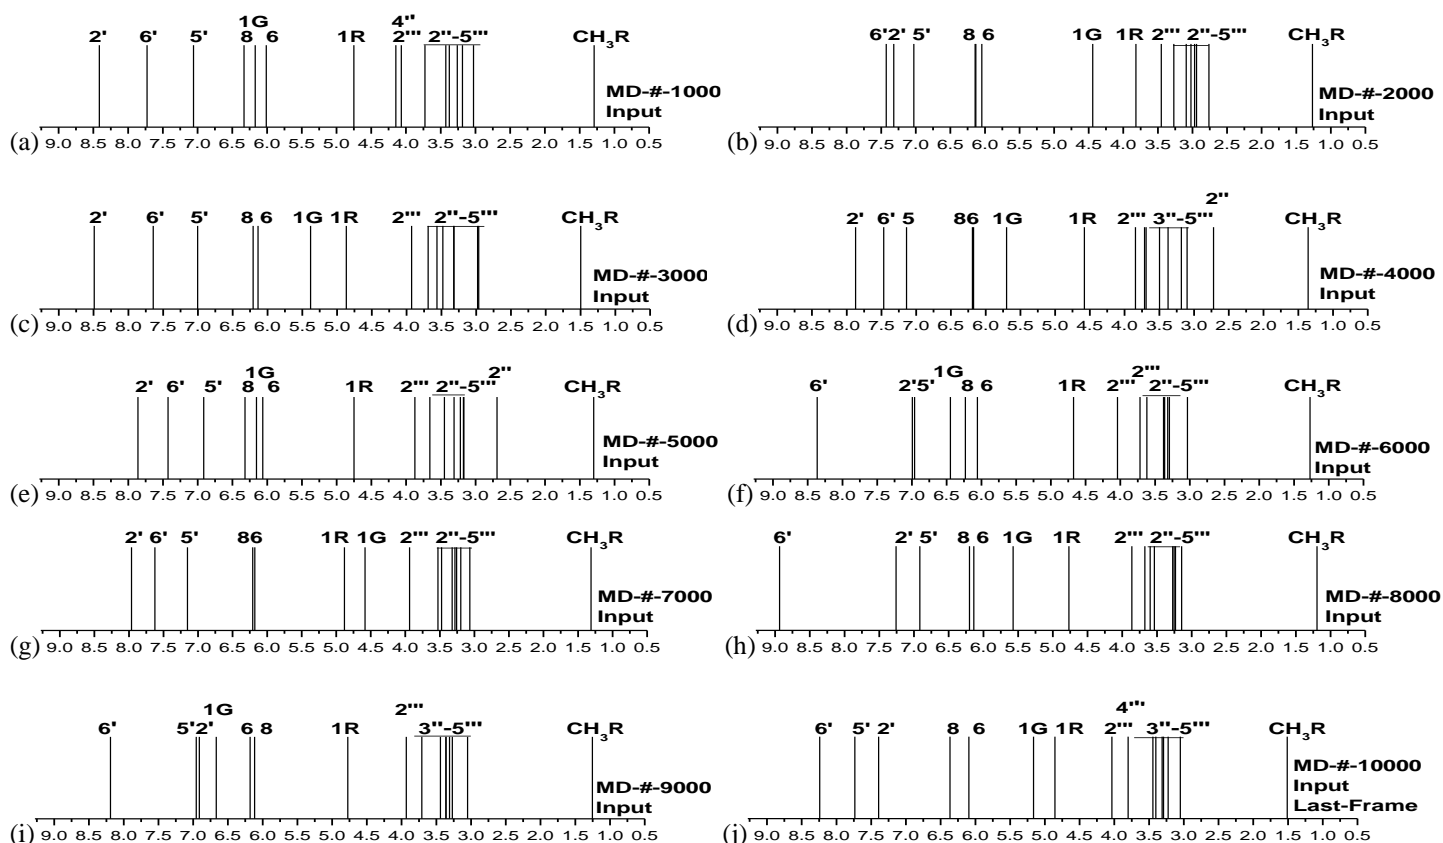 1G 4''
2' 6' 5' 8 6 1R 2''' 2''-5''' CH3R
MD-#-1000
Input
(a)
9.0 8.5 8.0 7.5 7.0 6.5 6.0 5.5 5.0 4.5 4.0 3.5 3.0 2.5 2.0 1.5 1.0 0.5
6'2' 5' 8 6 1G 1R 2''' 2''-5''' CH3R
MD-#-2000
Input
(b)
9.0 8.5 8.0 7.5 7.0 6.5 6.0 5.5 5.0 4.5 4.0 3.5 3.0 2.5 2.0 1.5 1.0 0.5
2' 6' 5' 8 6 1G 1R 2''' 2''-5''' CH3R
MD-#-3000
Input
(c)
9.0 8.5 8.0 7.5 7.0 6.5 6.0 5.5 5.0 4.5 4.0 3.5 3.0 2.5 2.0 1.5 1.0 0.5
2''
2' 6' 5 86 1G 1R 2''' 3''-5''' CH3R
MD-#-4000
Input
(d)
9.0 8.5 8.0 7.5 7.0 6.5 6.0 5.5 5.0 4.5 4.0 3.5 3.0 2.5 2.0 1.5 1.0 0.5
1G 2''
2' 6' 5' 8 6 1R 2''' 2''-5''' CH3R
MD-#-5000
Input
(e)
9.0 8.5 8.0 7.5 7.0 6.5 6.0 5.5 5.0 4.5 4.0 3.5 3.0 2.5 2.0 1.5 1.0 0.5
1G 2'''
6' 2'5' 8 6 1R 2''' 2''-5''' CH3R
MD-#-6000
Input
(f)
9.0 8.5 8.0 7.5 7.0 6.5 6.0 5.5 5.0 4.5 4.0 3.5 3.0 2.5 2.0 1.5 1.0 0.5
2' 6' 5' 86 1R 1G 2''' 2''-5''' CH3R
MD-#-7000
Input
(g)
9.0 8.5 8.0 7.5 7.0 6.5 6.0 5.5 5.0 4.5 4.0 3.5 3.0 2.5 2.0 1.5 1.0 0.5
6' 2' 5' 8 6 1G 1R 2''' 2''-5''' CH3R
MD-#-8000
Input
(h)
9.0 8.5 8.0 7.5 7.0 6.5 6.0 5.5 5.0 4.5 4.0 3.5 3.0 2.5 2.0 1.5 1.0 0.5
1G 2'''
6' 5'2' 6 8 1R 3''-5''' CH3R
MD-#-9000
Input
(i)
9.0 8.5 8.0 7.5 7.0 6.5 6.0 5.5 5.0 4.5 4.0 3.5 3.0 2.5 2.0 1.5 1.0 0.5
4'''
6' 5' 2' 8 6 1G 1R 2''' 3''-5''' CH3R
MD-#-10000
Input
Last-Frame
(j)
9.0 8.5 8.0 7.5 7.0 6.5 6.0 5.5 5.0 4.5 4.0 3.5 3.0 2.5 2.0 1.5 1.0 0.5